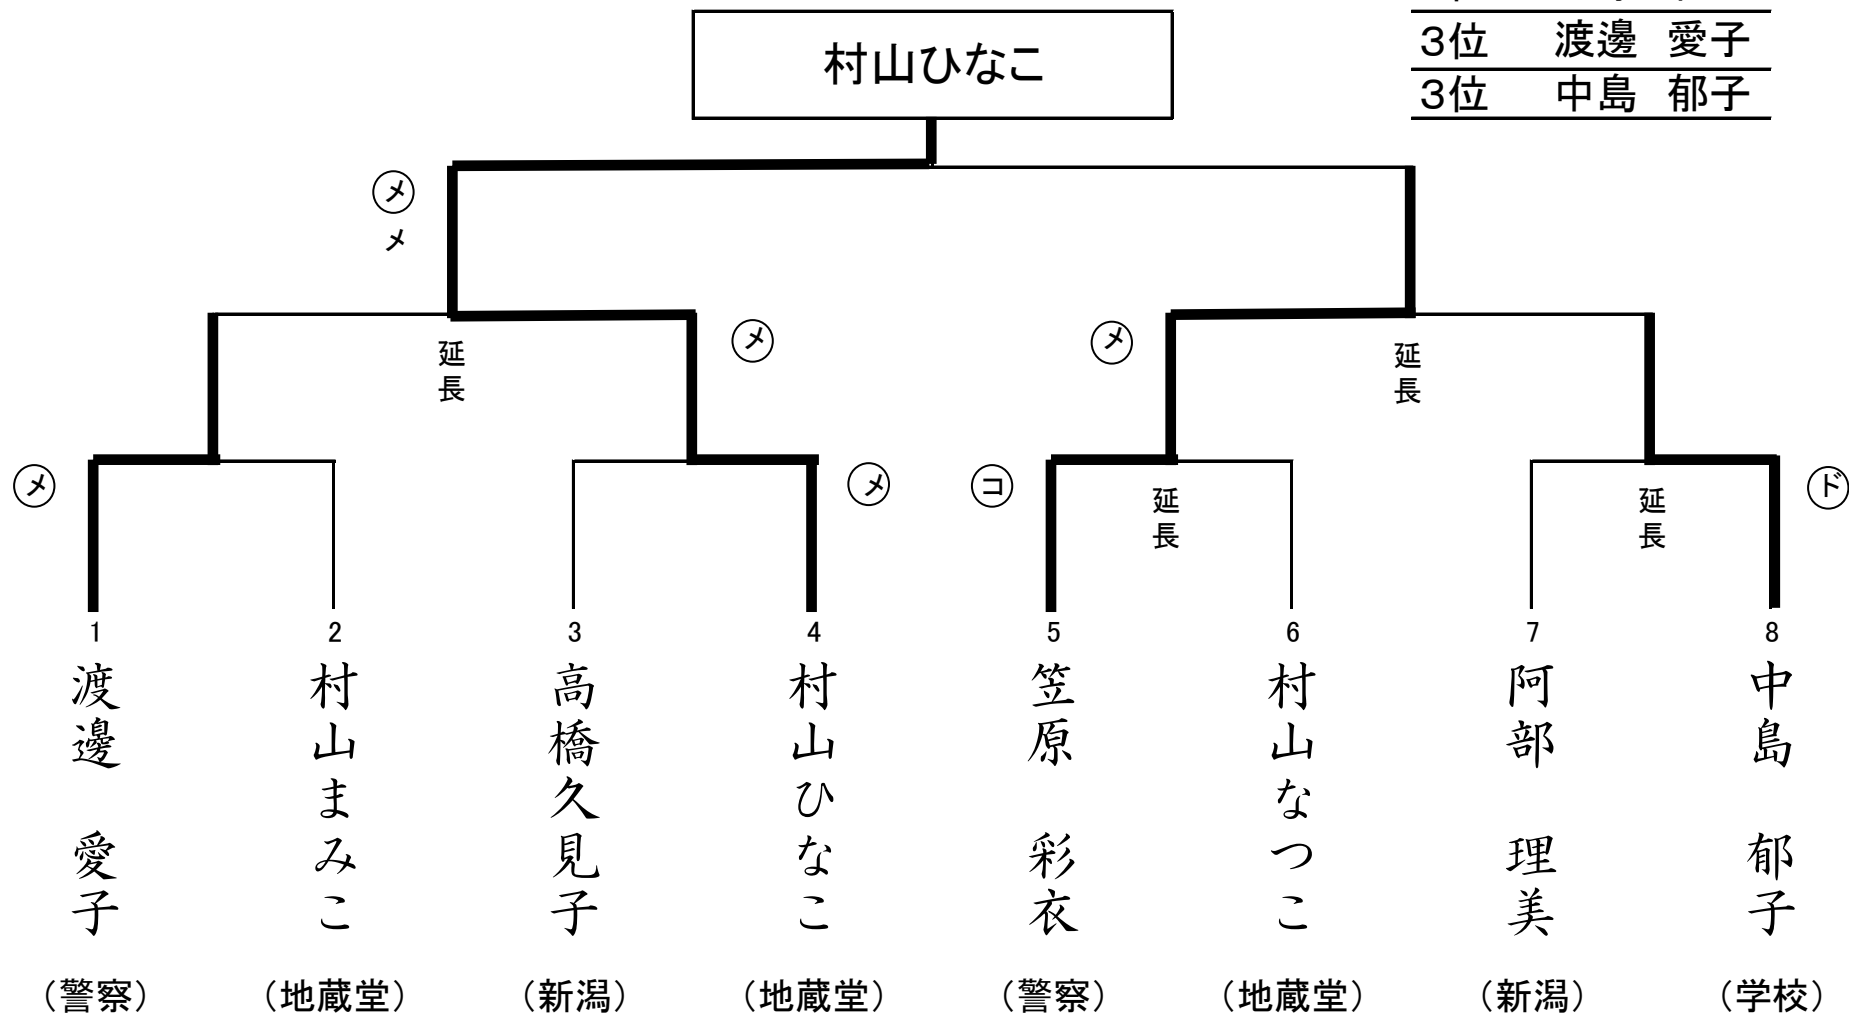 村山ひなこ
3位 渡邊 愛子
3位 中島 郁子
㋱
メ
㋱
㋱
延長
延長
㋱
㋱
㋙
延長
延長
ド
1
2
3
4
5
6
7
8
渡邊 愛子
村山まみこ
高橋久見子
村山ひなこ
笠原 彩衣
村山なつこ
阿部 理美
中島 郁子
（警察）
（地蔵堂）
（新潟）
（地蔵堂）
（警察）
（地蔵堂）
（新潟）
（学校）